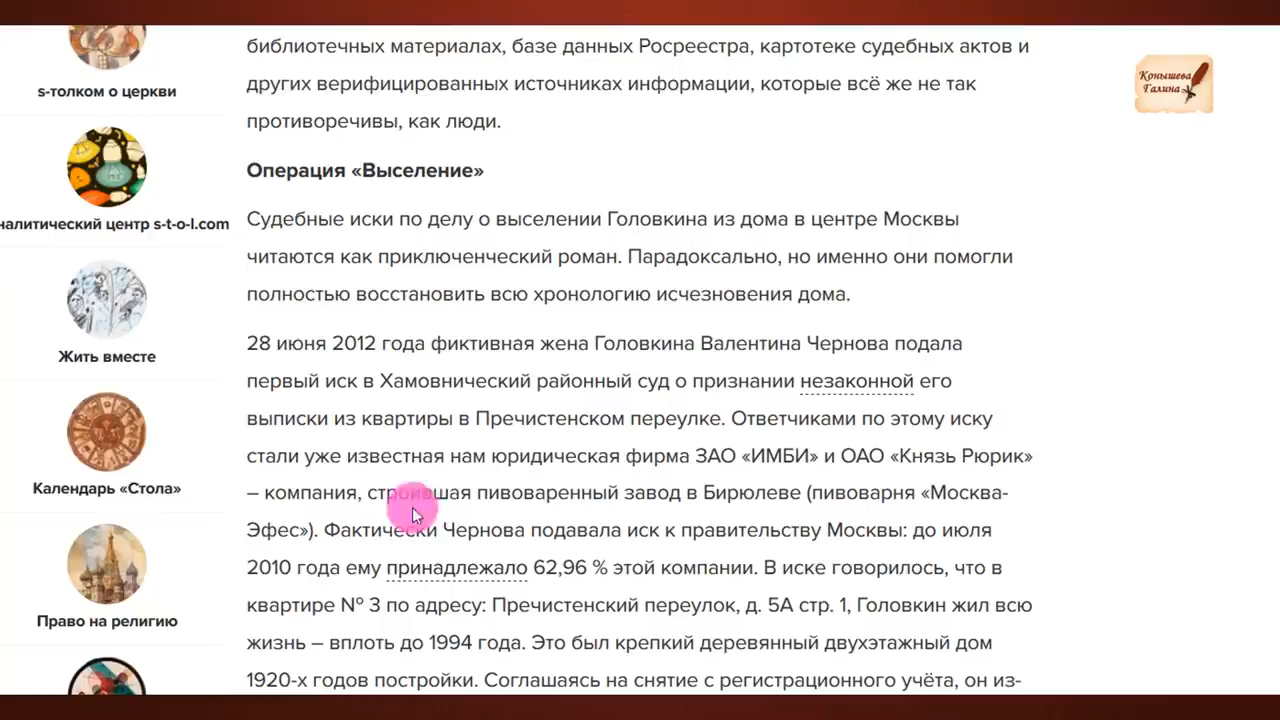 s-толком о церкви
налитический центр s-t-o-l.com
Жить вместе
Календарь «Стола»
Право на религию
библиотечных материалах, базе данных Росреестра, картотеке судебных актов и
других верифицированных источниках информации, которые всё же не так
противоречивы, как люди.
Операция «Выселение»
Судебные иски по делу о выселении Головкина из дома в центре Москвы
читаются как приключенческий роман. Парадоксально, но именно они помогли
полностью восстановить всю хронологию исчезновения дома.
28 июня 2012 года фиктивная жена Головкина Валентина Чернова подала
первый иск в Хамовнический районный суд о признании незаконной его
выписки из квартиры в Пречистенском переулке. Ответчиками по этому иску
стали уже известная нам юридическая фирма ЗАО «ИМБИ» и ОАО «Князь Рюрик»
– компания, строившая пивоваренный завод в Бирюлеве (пивоварня «Москва-
Эфес»). Фактически Чернова подавала иск к правительству Москвы: до июля
2010 года ему принадлежало 62,96 % этой компании. В иске говорилось, что в
квартире № 3 по адресу: Пречистенский переулок, д. 5А стр. 1, Головкин жил всю
жизнь – вплоть до 1994 года. Это был крепкий деревянный двухэтажный дом
1920-х годов постройки. Соглашаясь на снятие с регистрационного учёта, он из-
Конышева
Галина